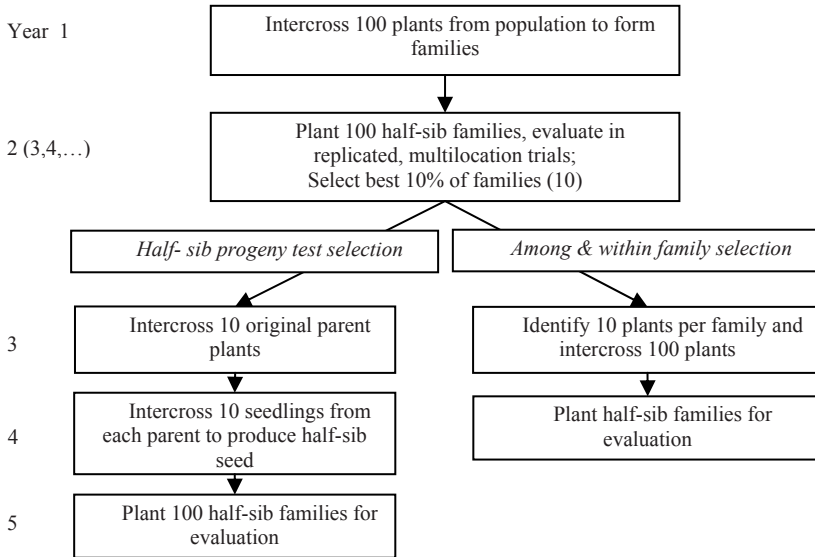 Year 1
Intercross 100 plants from population to form
families
2 (3,4,…)
Plant 100 half-sib families, evaluate in
replicated, multilocation trials;
Select best 10% of families (10)
Half- sib progeny test selection
Among & within family selection
3
Intercross 10 original parent
plants
Identify 10 plants per family and
intercross 100 plants
4
Intercross 10 seedlings from
each parent to produce half-sib
seed
Plant half-sib families for
evaluation
5
Plant 100 half-sib families for
evaluation